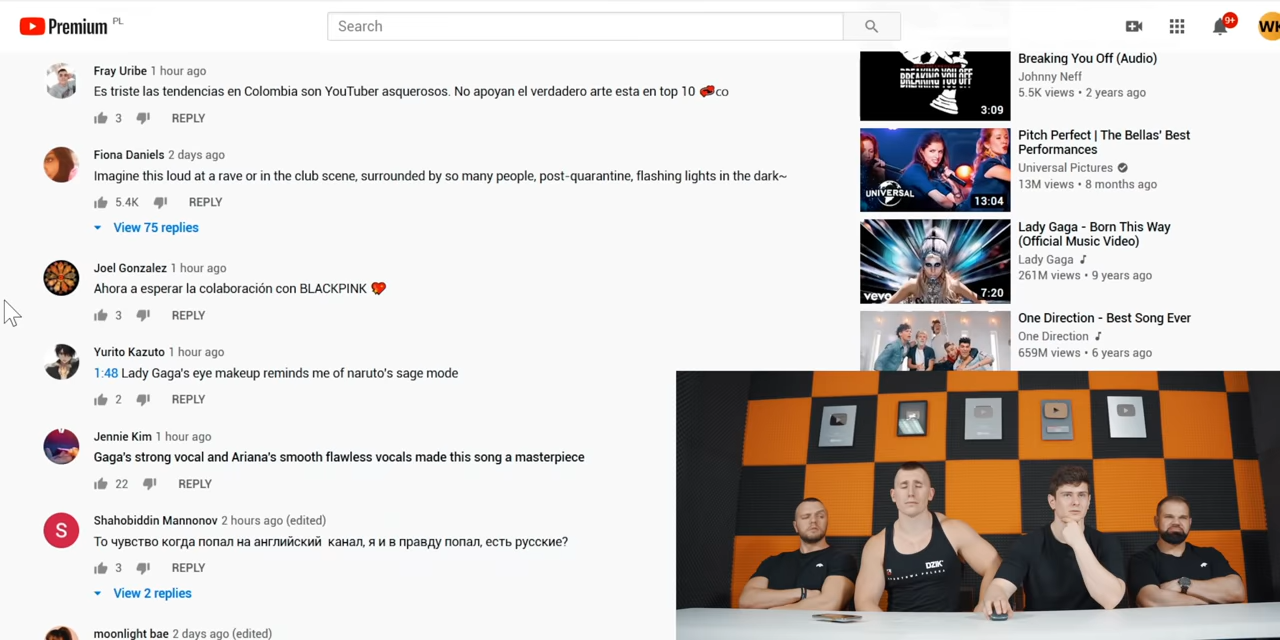 Premium PL
Search
9+
WK
Fray Uribe 1 hour ago
Es triste las tendencias en Colombia son YouTuber asquerosos. No apoyan el verdadero arte esta en top 10 co
3 REPLY
Fiona Daniels 2 days ago
Imagine this loud at a rave or in the club scene, surrounded by so many people, post-quarantine, flashing lights in the dark~
5.4K REPLY
View 75 replies
Joel Gonzalez 1 hour ago
Ahora a esperar la colaboración con BLACKPINK
3 REPLY
Yurito Kazuto 1 hour ago
1:48 Lady Gaga's eye makeup reminds me of naruto's sage mode
2 REPLY
Jennie Kim 1 hour ago
Gaga's strong vocal and Ariana's smooth flawless vocals made this song a masterpiece
22 REPLY
S
Shahobiddin Mannonov 2 hours ago (edited)
То чувство когда попал на английский канал, я и в правду попал, есть русские?
3 REPLY
View 2 replies
moonlight bae 2 days ago (edited)
BREAKING YOU OFF
3:09
Breaking You Off (Audio)
Johnny Neff
5.5K views • 2 years ago
UNIVERSAL
13:04
Pitch Perfect | The Bellas' Best
Performances
Universal Pictures
13M views • 8 months ago
vevo
7:20
Lady Gaga - Born This Way
(Official Music Video)
Lady Gaga
261M views • 9 years ago
One Direction - Best Song Ever
One Direction
659M views • 6 years ago
DZIK